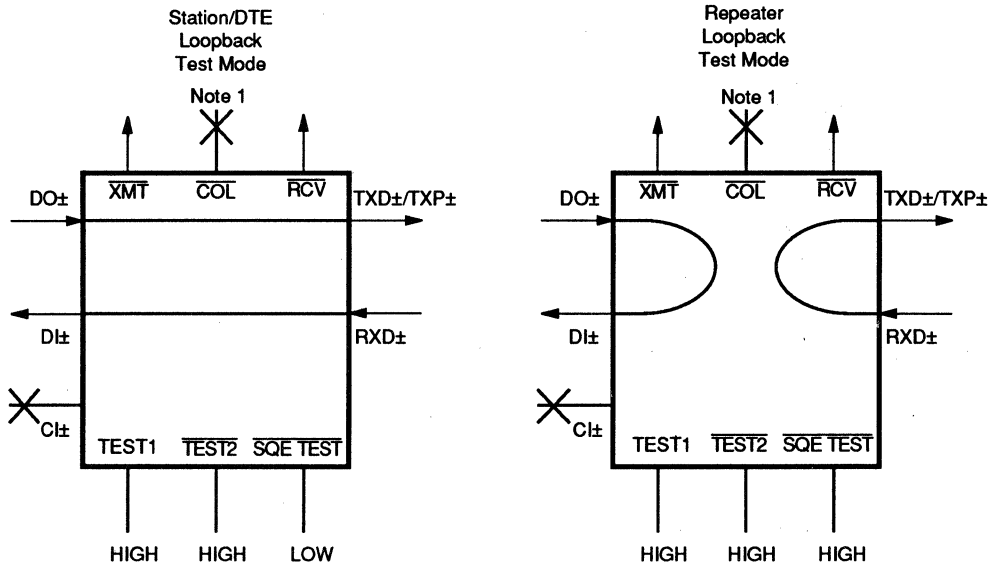 Station/DTE
Loopback
Test Mode
Note 1
XMT COL RCV
DO± TXD±/TXP±
DI± RXD±
CI±
TEST1 TEST2 SQE TEST
HIGH HIGH LOW
Repeater
Loopback
Test Mode
Note 1
XMT COL RCV
DO± TXD±/TXP±
DI± RXD±
CI±
TEST1 TEST2 SQE TEST
HIGH HIGH HIGH